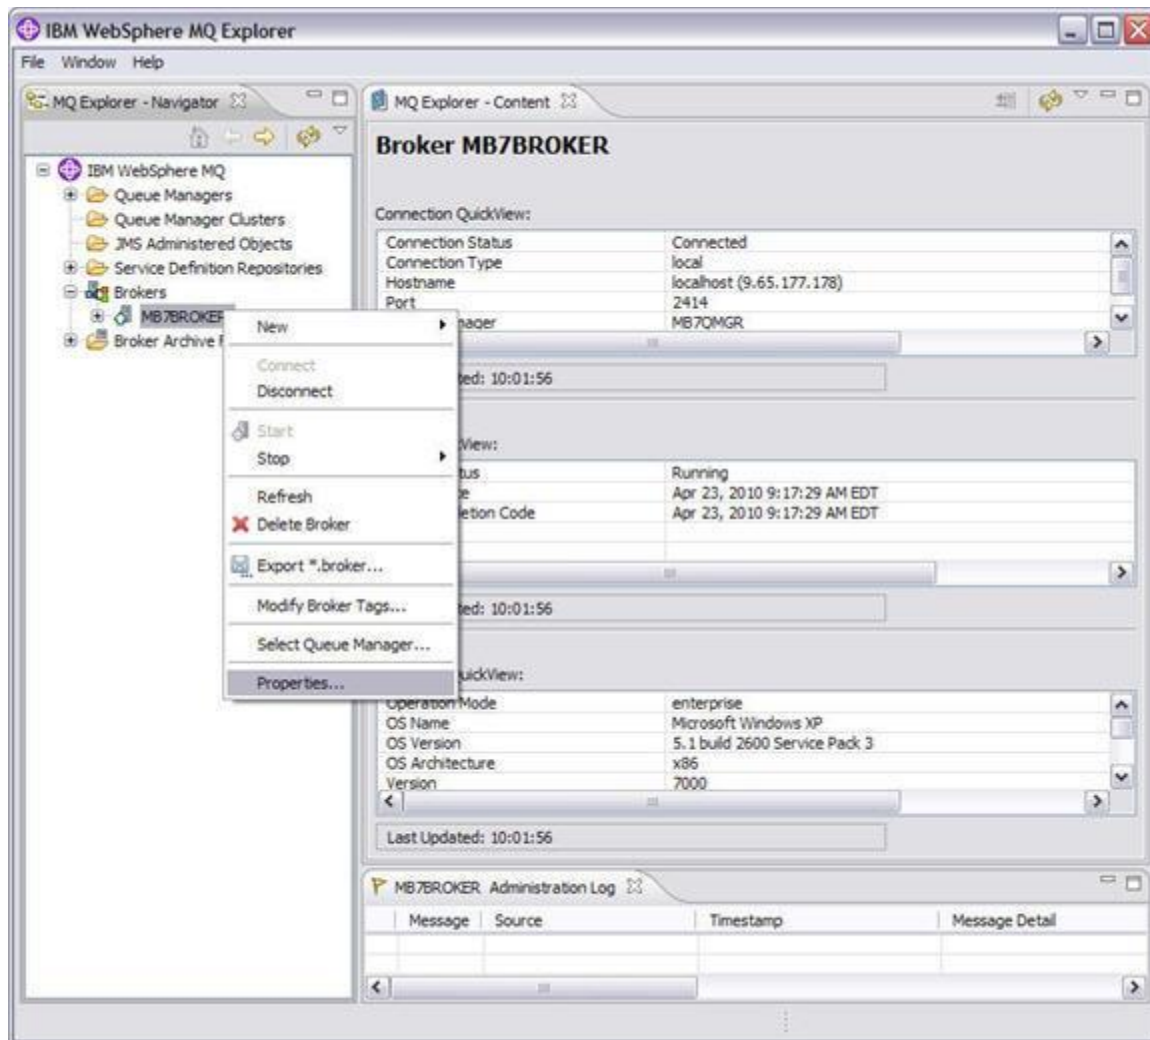 IBM WebSphere MQ Explorer
File Window Help
MQ Explorer - Navigator
IBM WebSphere MQ
Queue Managers
Queue Manager Clusters
JMS Administered Objects
Service Definition Repositories
Brokers
MB7BROKER
Broker Archive F
New
Connect
Disconnect
Start
Stop
Refresh
Delete Broker
Export *.broker...
Modify Broker Tags...
Select Queue Manager...
Properties...
MQ Explorer - Content
Broker MB7BROKER
Connection QuickView:
Connection Status Connected
Connection Type local
Hostname localhost (9.65.177.178)
Port 2414
nager MB7QMGR
ted: 10:01:56
View:
tus Running
e Apr 23, 2010 9:17:29 AM EDT
letion Code Apr 23, 2010 9:17:29 AM EDT
ted: 10:01:56
uickView:
Operation Mode enterprise
OS Name Microsoft Windows XP
OS Version 5.1 build 2600 Service Pack 3
OS Architecture x86
Version 7000
Last Updated: 10:01:56
MB7BROKER Administration Log
Message Source Timestamp Message Detail